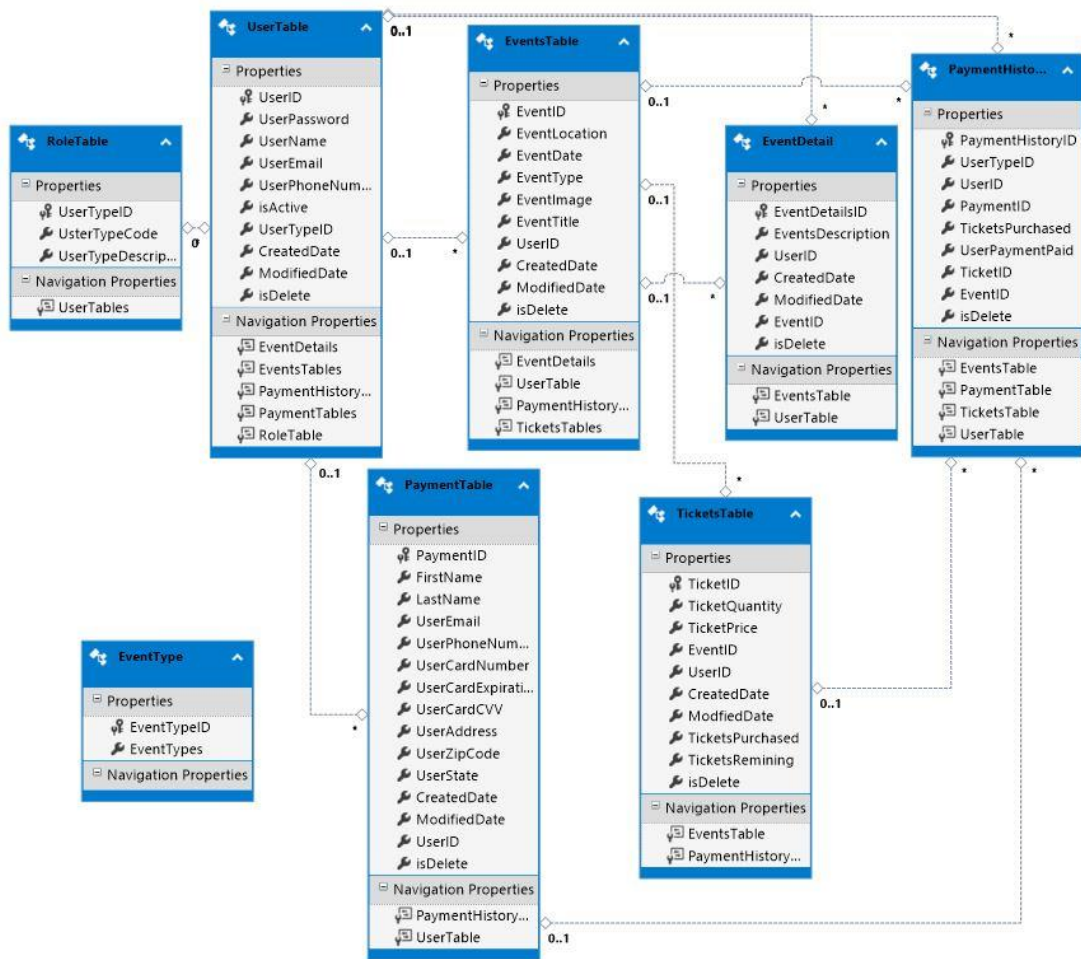 UserTable
Properties
UserID
UserPassword
UserName
UserEmail
UserPhoneNum...
isActive
UserTypeID
CreatedDate
ModifiedDate
isDelete
Navigation Properties
EventDetails
EventsTables
PaymentHistory...
PaymentTables
RoleTable
0..1
*
*
EventsTable
Properties
EventID
EventLocation
EventDate
EventType
EventImage
EventTitle
UserID
CreatedDate
ModifiedDate
isDelete
Navigation Properties
EventDetails
UserTable
PaymentHistory...
TicketsTables
0..1
*
0..1
*
0..1
*
0..1
*
PaymentHisto...
Properties
PaymentHistoryID
UserTypeID
UserID
PaymentID
TicketsPurchased
UserPaymentPaid
TicketID
EventID
isDelete
Navigation Properties
EventsTable
PaymentTable
TicketsTable
UserTable
*
*
RoleTable
Properties
UserTypeID
UsterTypeCode
UserTypeDescrip...
Navigation Properties
UserTables
EventDetail
Properties
EventDetailsID
EventsDescription
UserID
CreatedDate
ModifiedDate
EventID
isDelete
Navigation Properties
EventsTable
UserTable
0..1
*
PaymentTable
Properties
PaymentID
FirstName
LastName
UserEmail
UserPhoneNum...
UserCardNumber
UserCardExpirati...
UserCardCVV
UserAddress
UserZipCode
UserState
CreatedDate
ModifiedDate
UserID
isDelete
Navigation Properties
PaymentHistory...
UserTable
0..1
TicketsTable
Properties
TicketID
TicketQuantity
TicketPrice
EventID
UserID
CreatedDate
ModfiedDate
TicketsPurchased
TicketsRemining
isDelete
Navigation Properties
EventsTable
PaymentHistory...
0..1
EventType
Properties
EventTypeID
EventTypes
Navigation Properties